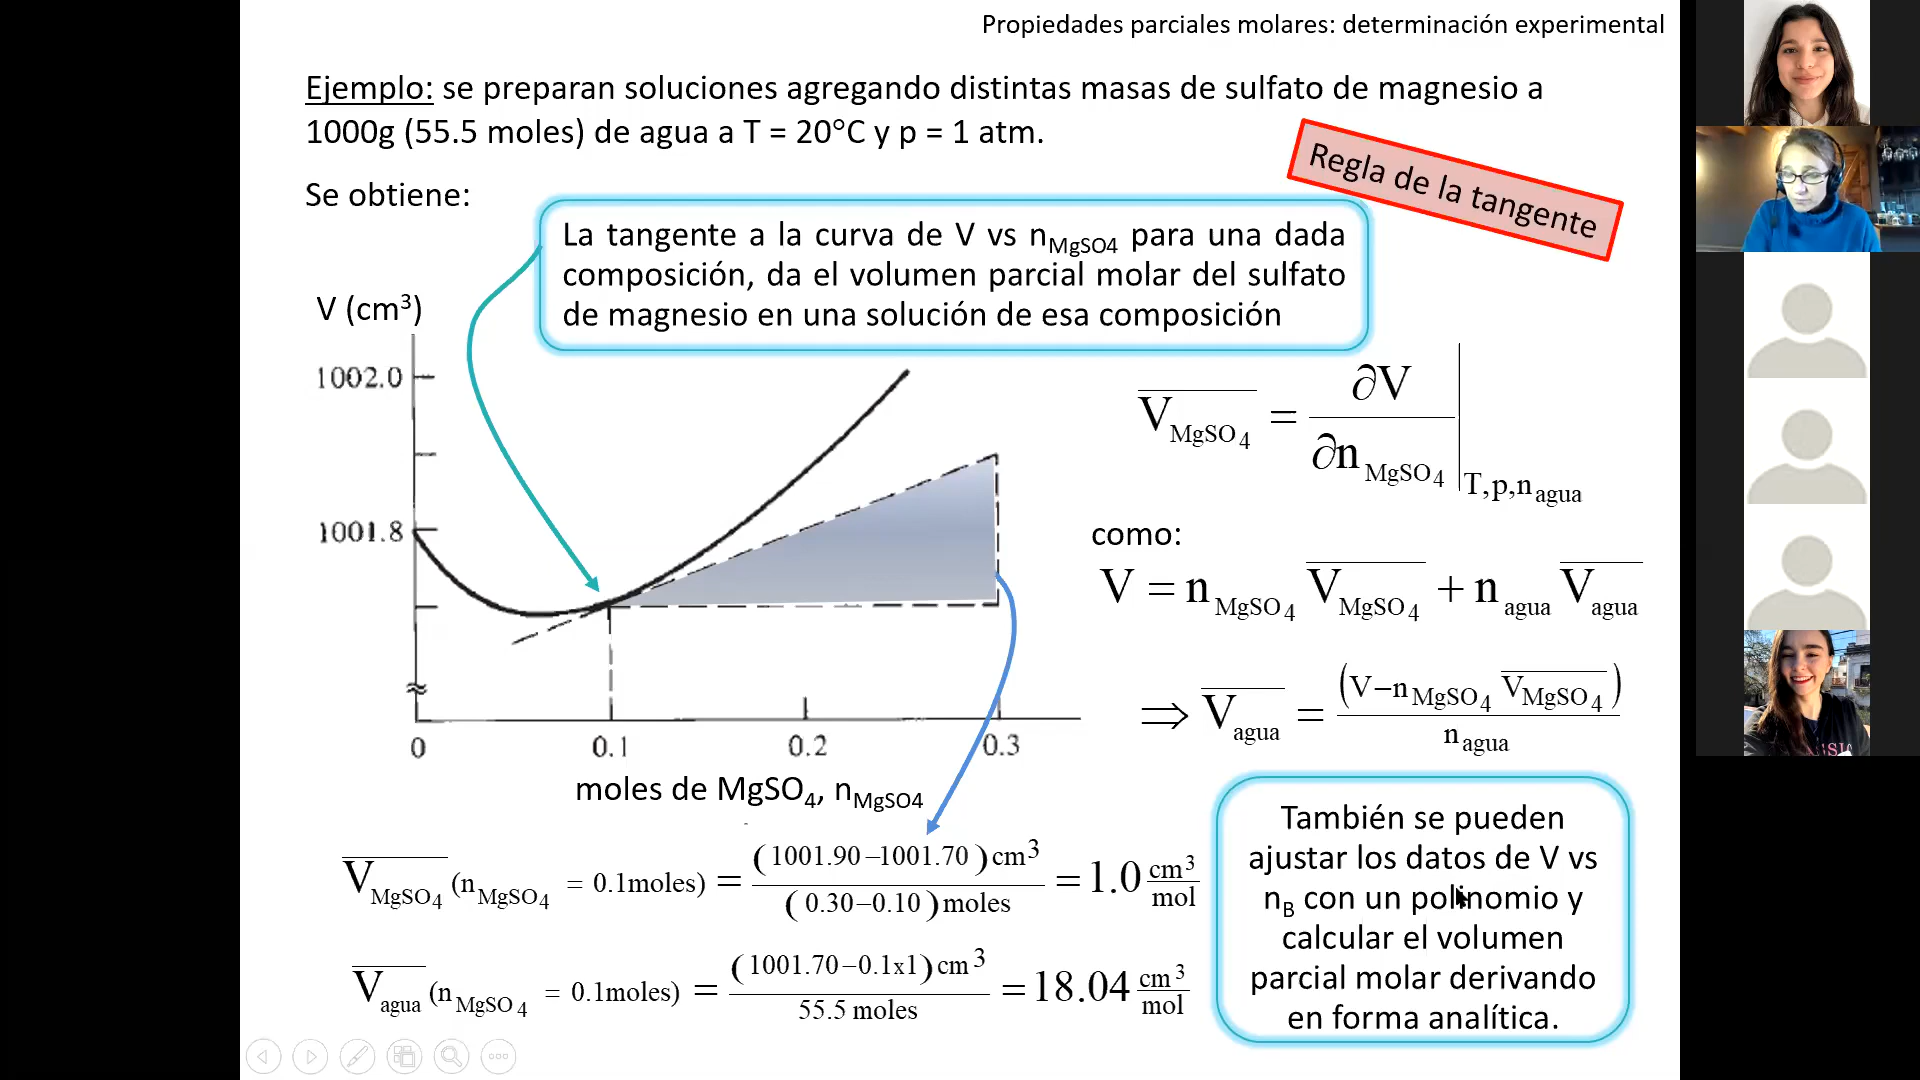 Propiedades parciales molares: determinación experimental
Ejemplo: se preparan soluciones agregando distintas masas de sulfato de magnesio a
1000g (55.5 moles) de agua a T = 20°C y p = 1 atm.
Regla de la tangente
Se obtiene:
La tangente a la curva de V vs nMgSO4 para una dada
composición, da el volumen parcial molar del sulfato
de magnesio en una solución de esa composición
V (cm³)
1002.0
1001.8
0 0.1 0.2 0.3
moles de MgSO₄, nMgSO4
V̅MgSO₄ = ∂V / ∂nMgSO₄ |T,p,nagua
como:
V = nMgSO₄ V̅MgSO₄ + nagua V̅agua
⇒ V̅agua = (V−nMgSO₄ V̅MgSO₄) / nagua
V̅MgSO₄ (nMgSO₄ = 0.1moles) = (1001.90−1001.70)cm³ / (0.30−0.10)moles = 1.0 cm³/mol
V̅agua (nMgSO₄ = 0.1moles) = (1001.70−0.1x1)cm³ / 55.5 moles = 18.04 cm³/mol
También se pueden
ajustar los datos de V vs
nB con un polinomio y
calcular el volumen
parcial molar derivando
en forma analítica.